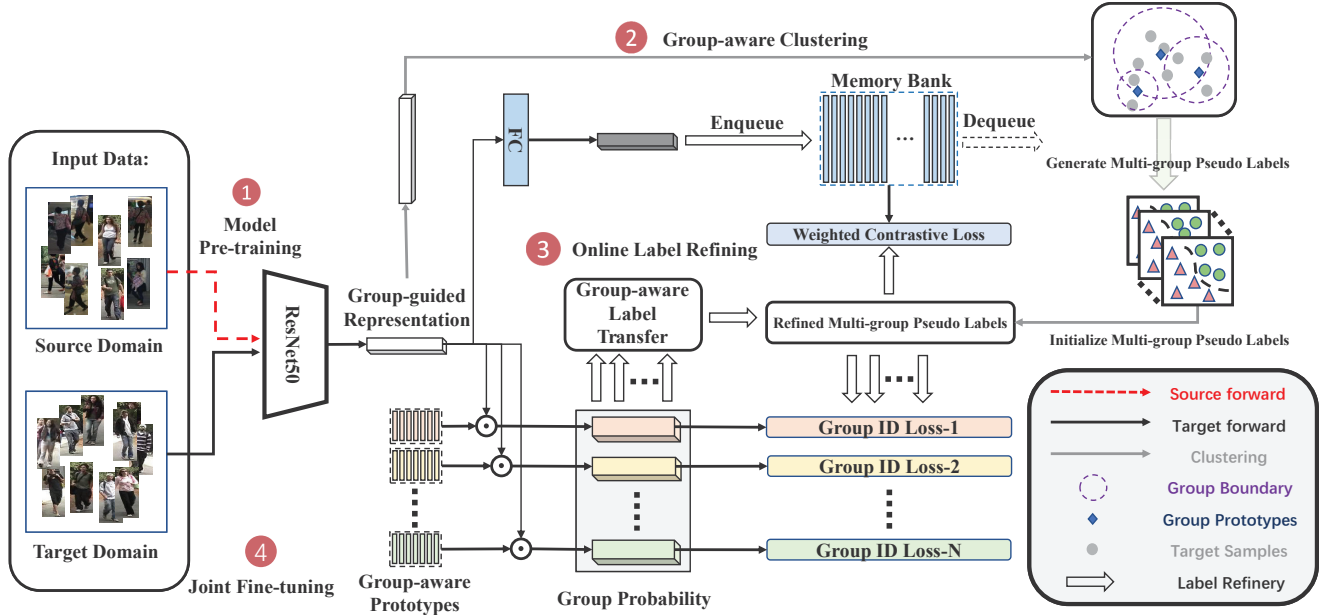 2
Group-aware Clustering
Memory Bank
FC
Enqueue
...
Dequeue
Generate Multi-group Pseudo Labels
Input Data:
1
Model
Pre-training
Source Domain
Target Domain
4
Joint Fine-tuning
ResNet50
Group-guided
Representation
3
Online Label Refining
Weighted Contrastive Loss
Group-aware
Label
Transfer
Refined Multi-group Pseudo Labels
Initialize Multi-group Pseudo Labels
Group ID Loss-1
Group ID Loss-2
Group ID Loss-N
Group-aware
Prototypes
Group Probability
Source forward
Target forward
Clustering
Group Boundary
Group Prototypes
Target Samples
Label Refinery